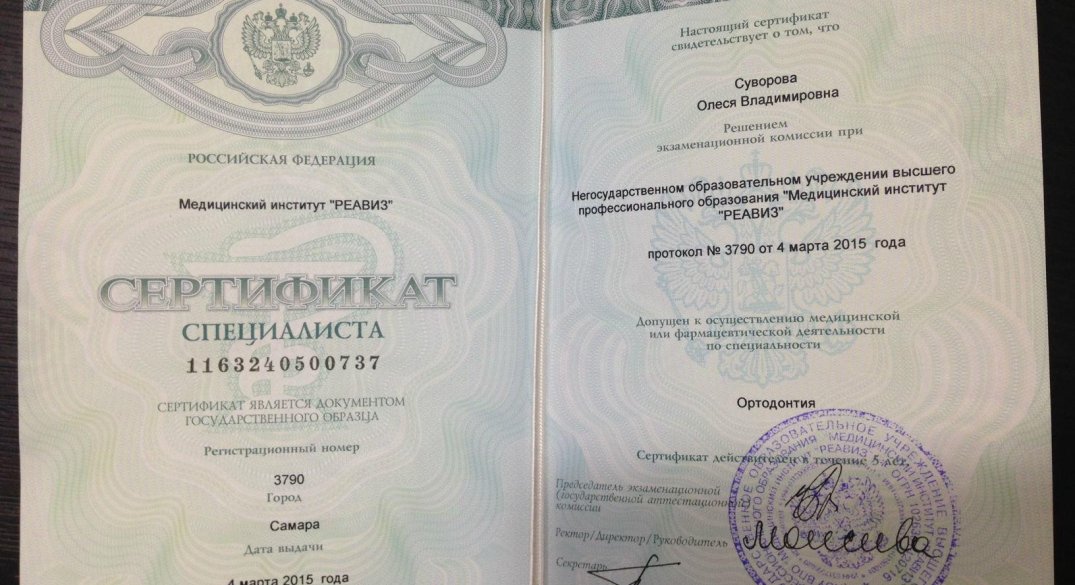 РОССИЙСКАЯ ФЕДЕРАЦИЯ
Медицинский институт "РЕАВИЗ"
СЕРТИФИКАТ
СПЕЦИАЛИСТА
1163240500737
СЕРТИФИКАТ ЯВЛЯЕТСЯ ДОКУМЕНТОМ
ГОСУДАРСТВЕННОГО ОБРАЗЦА
Регистрационный номер
3790
Город
Самара
Дата выдачи
4 марта 2015 года
Настоящий сертификат
свидетельствует о том, что
Суворова
Олеся Владимировна
Решением
экзаменационной комиссии при
Негосударственном образовательном учреждении высшего
профессионального образования "Медицинский институт
"РЕАВИЗ"
протокол № 3790 от 4 марта 2015 года
Допущен к осуществлению медицинской
или фармацевтической деятельности
по специальности
Ортодонтия
Сертификат действителен в течение 5 лет.
Председатель экзаменационной
(государственной аттестационной)
комиссии
Ректор/Директор/Руководитель
Секретарь